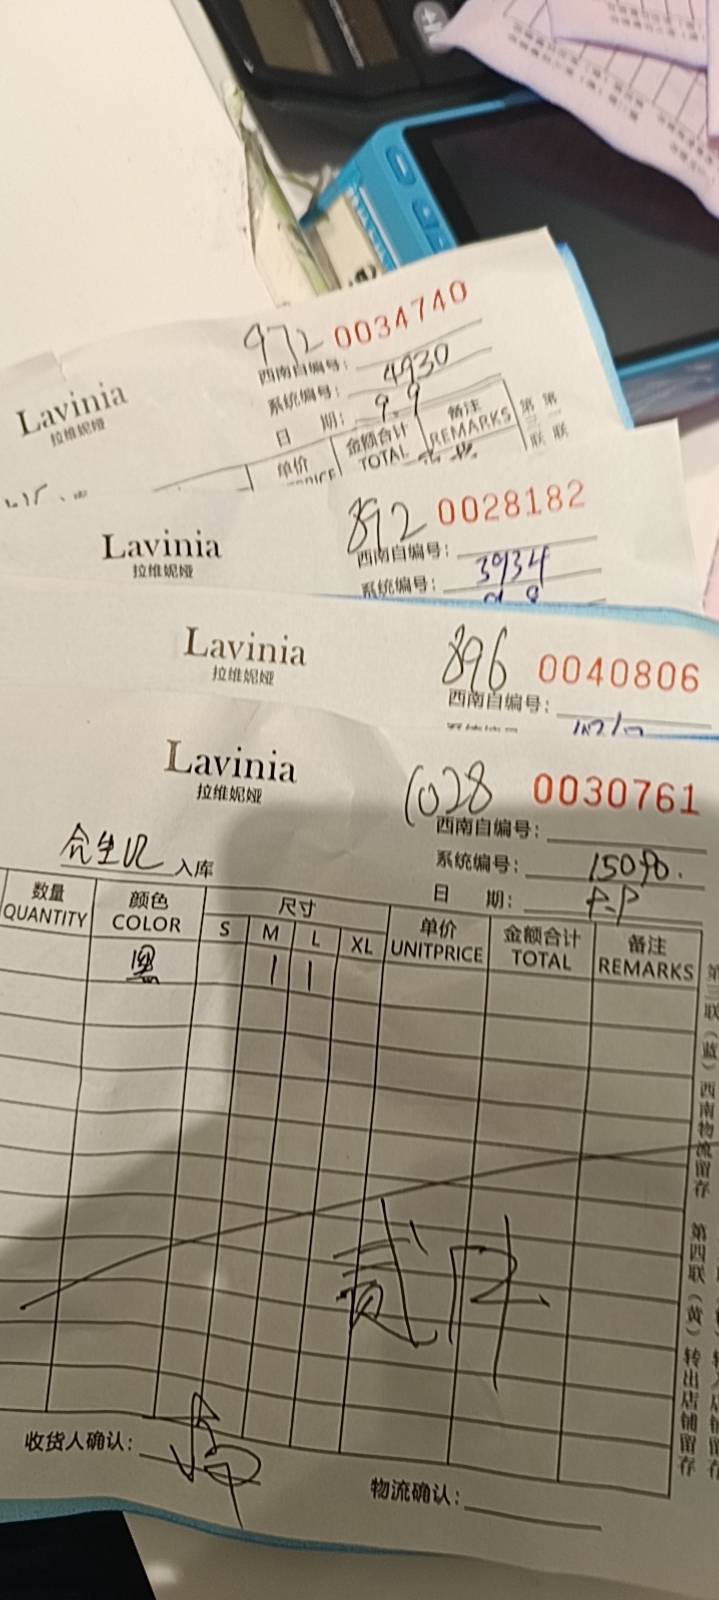 972 0034740
西南自编号：
4930
系统编号：
9.9
日 期：
Lavinia
拉维妮娅
单价
金额合计
TOTAL
备注
REMARKS
892 0028182
Lavinia
拉维妮娅
西南自编号：
3934
系统编号：
Lavinia
拉维妮娅
896 0040806
西南自编号：
Lavinia
拉维妮娅
1028 0030761
西南自编号：
入库
系统编号：
日 期：
数量 颜色 尺寸 单价 金额合计 备注
QUANTITY COLOR S M L XL UNITPRICE TOTAL REMARKS
黑 1 1
第三联（蓝）西南物流留存
第四联（黄）转出店铺留存
贰件
收货人确认：
物流确认：